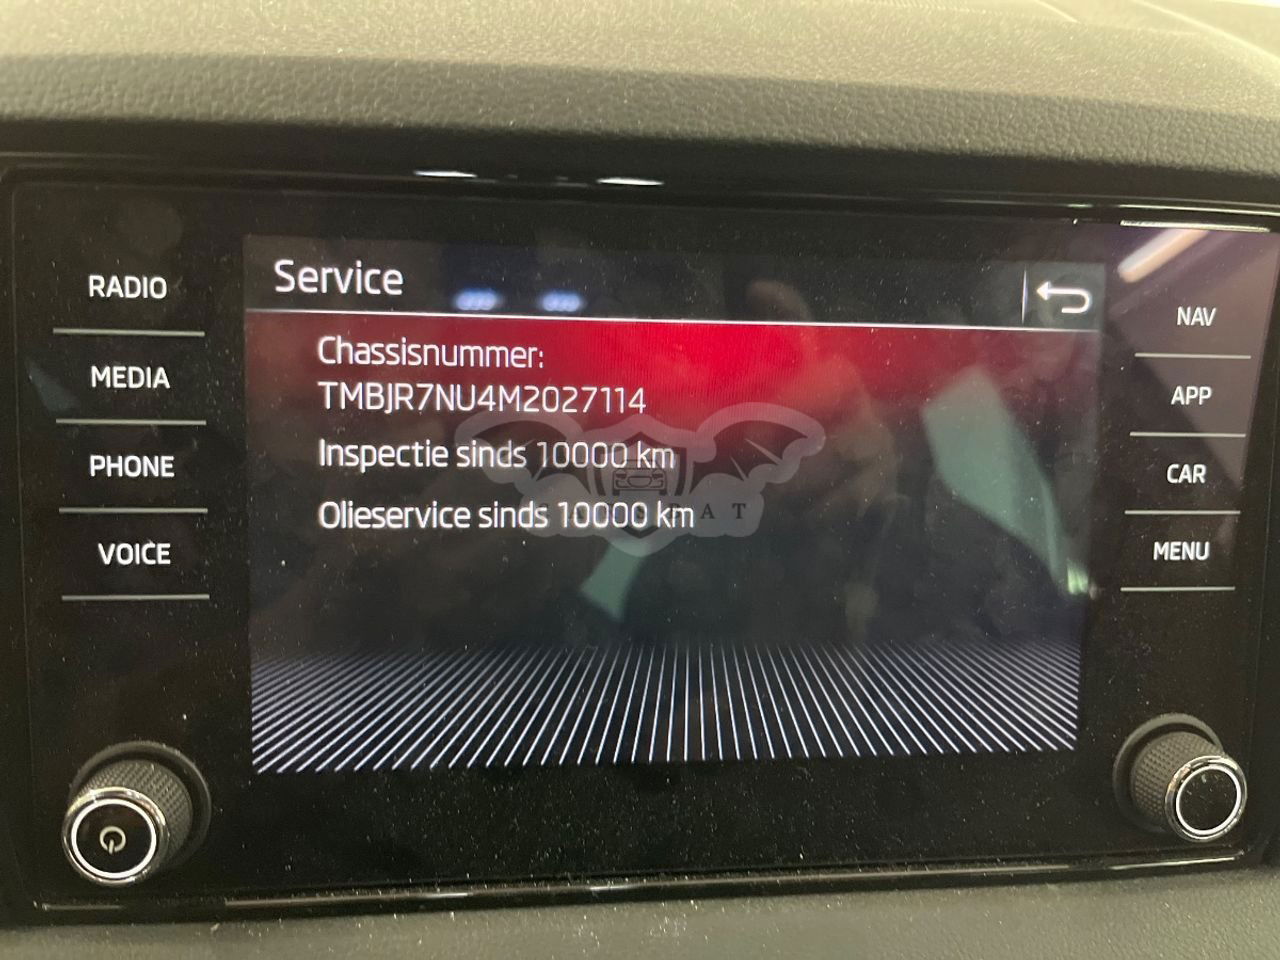 Service
Chassisnummer:
TMBJR7NU4M2027114
Inspectie sinds 10000 km
Olieservice sinds 10000 km
RADIO
MEDIA
PHONE
VOICE
NAV
APP
CAR
MENU